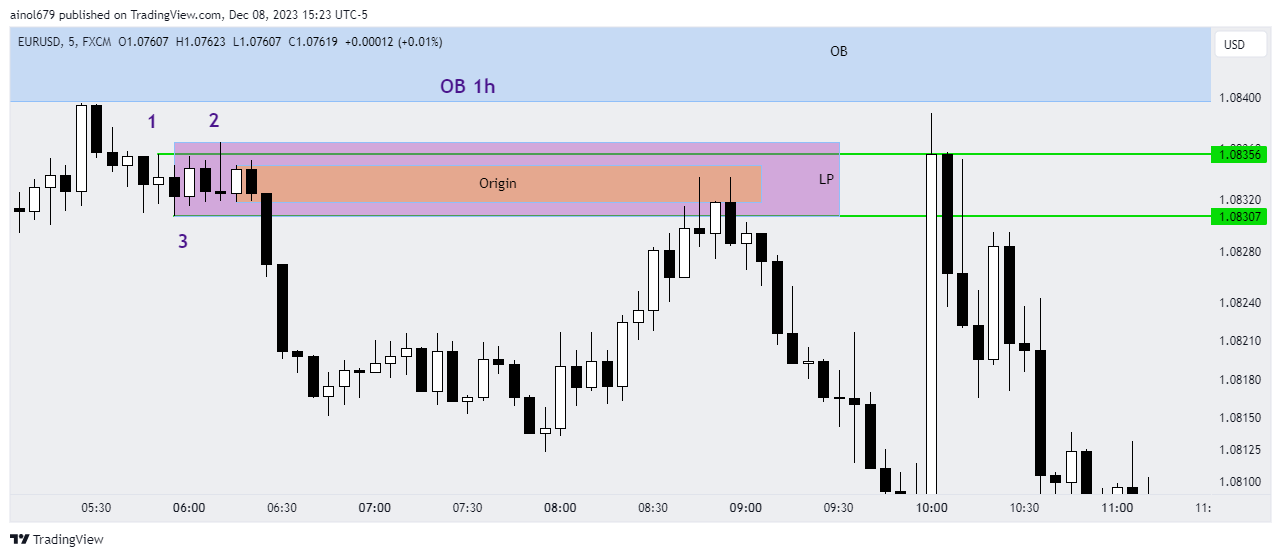 ainol679 published on TradingView.com, Dec 08, 2023 15:23 UTC-5
EURUSD, 5, FXCM O1.07607 H1.07623 L1.07607 C1.07619 +0.00012 (+0.01%)
USD
OB
OB 1h
1.08400
1
2
1.08356
Origin
LP
1.08320
1.08307
3
1.08280
1.08240
1.08210
1.08180
1.08150
1.08125
1.08100
05:30 06:00 06:30 07:00 07:30 08:00 08:30 09:00 09:30 10:00 10:30 11:00 11:
TradingView